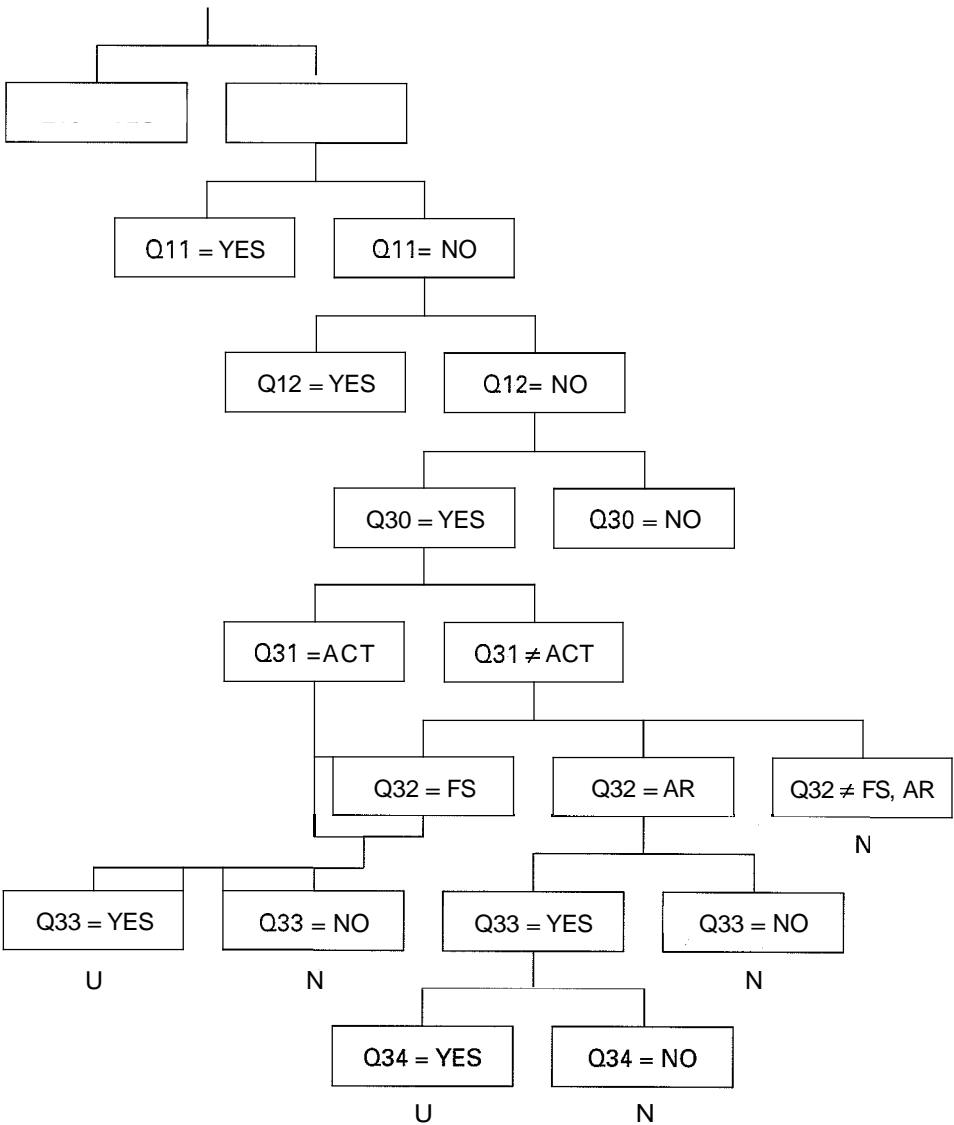 Q11 = YES
Q11= NO
Q12 = YES
Q12= NO
Q30 = YES
Q30 = NO
Q31 =ACT
Q31 ≠ ACT
Q32 = FS
Q32 = AR
Q32 ≠ FS, AR
N
Q33 = YES
Q33 = NO
Q33 = YES
Q33 = NO
U
N
N
Q34 = YES
Q34 = NO
U
N